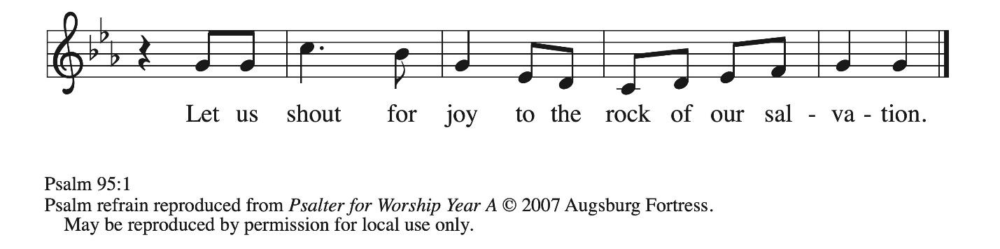 Let us shout for joy to the rock of our sal - va - tion.
Psalm 95:1
Psalm refrain reproduced from Psalter for Worship Year A © 2007 Augsburg Fortress.
May be reproduced by permission for local use only.